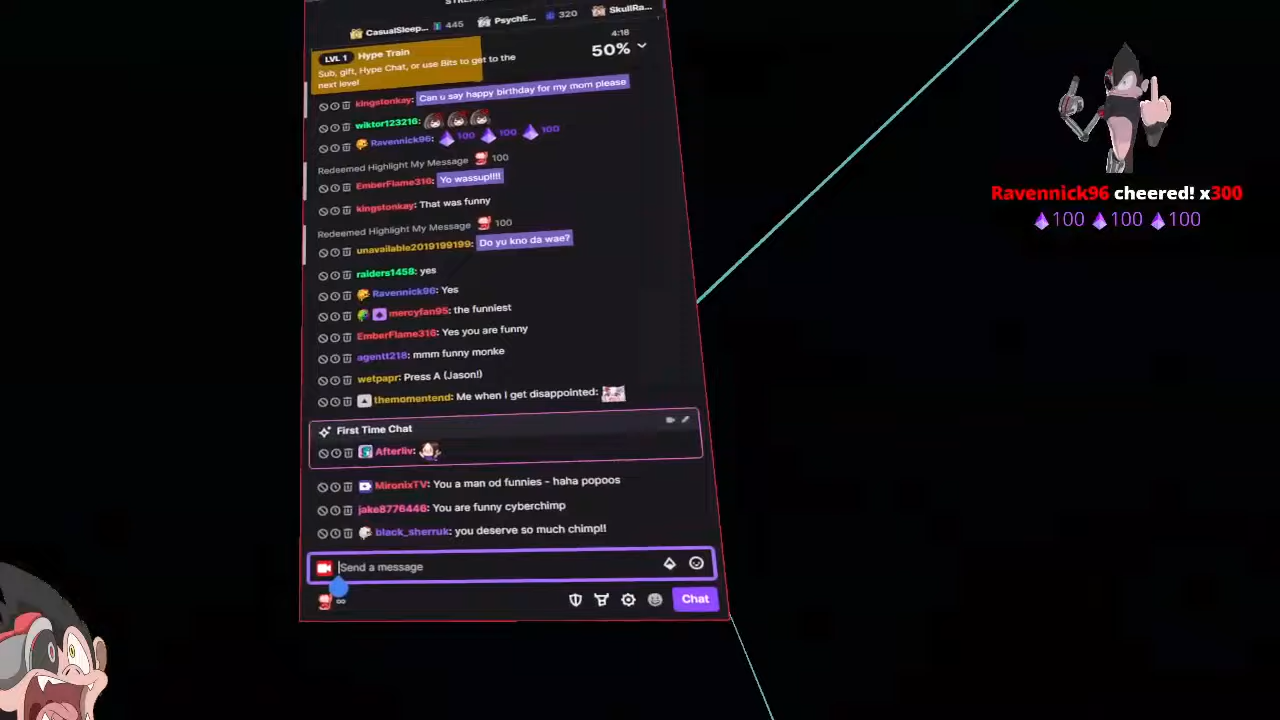 CasualSleep... 445 PsychE... 320 SkullRa...
LVL 1 Hype Train
4:18
50%
Sub, gift, Hype Chat, or use Bits to get to the
next level
kingstonkay: Can u say happy birthday for my mom please
wiktor123216:
Ravennick96: 100 100 100
Redeemed Highlight My Message 100
EmberFlame316: Yo wassup!!!!
kingstonkay: That was funny
Redeemed Highlight My Message 100
unavailable2019199199: Do yu kno da wae?
raiders1458: yes
Ravennick96: Yes
mercyfan95: the funniest
EmberFlame316: Yes you are funny
agentt218: mmm funny monke
wetpapr: Press A (Jason!)
themomentend: Me when I get disappointed:
First Time Chat
Afterliv:
MironixTV: You a man od funnies - haha popoos
jake8776446: You are funny cyberchimp
black_sherruk: you deserve so much chimp!!
Send a message
∞
Chat
Ravennick96 cheered! x300
100 100 100